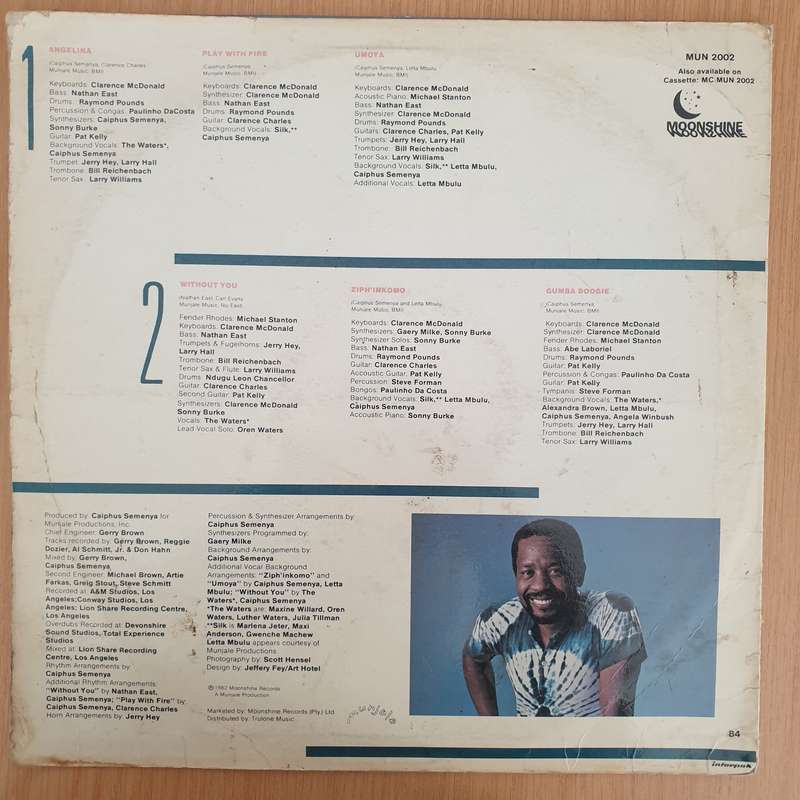 1
ANGELINA
(Caiphus Semenya, Clarence Charles
Munjale Music, BMI)
Keyboards: Clarence McDonald
Bass: Nathan East
Drums: Raymond Pounds
Percussion & Congas: Paulinho DaCosta
Synthesizers: Caiphus Semenya,
Sonny Burke
Guitar: Pat Kelly
Background Vocals: The Waters*,
Caiphus Semenya
Trumpet: Jerry Hey, Larry Hall
Trombone: Bill Reichenbach
Tenor Sax: Larry Williams
PLAY WITH FIRE
(Caiphus Semenya
Munjale Music, BMI)
Keyboards: Clarence McDonald
Synthesizer: Clarence McDonald
Bass: Nathan East
Drums: Raymond Pounds
Guitar: Clarence Charles
Background Vocals: Silk,**
Caiphus Semenya
UMOYA
(Caiphus Semenya, Letta Mbulu,
Munjale Music, BMI)
Keyboards: Clarence McDonald
Acoustic Piano: Michael Stanton
Bass: Nathan East
Synthesizer: Clarence McDonald
Drums: Raymond Pounds
Guitars: Clarence Charles, Pat Kelly
Trumpets: Jerry Hey, Larry Hall
Trombone: Bill Reichenbach
Tenor Sax: Larry Williams
Background Vocals: Silk,** Letta Mbulu,
Caiphus Semenya
Additional Vocals: Letta Mbulu
MUN 2002
Also available on
Cassette: MC MUN 2002
MOONSHINE
2
WITHOUT YOU
(Nathan East, Carl Evans
Munjale Music, Nu East)
Fender Rhodes: Michael Stanton
Keyboards: Clarence McDonald
Bass: Nathan East
Trumpets & Fugelhorns: Jerry Hey,
Larry Hall
Trombone: Bill Reichenbach
Tenor Sax & Flute: Larry Williams
Drums: Ndugu Leon Chancellor
Guitar: Clarence Charles
Second Guitar: Pat Kelly
Synthesizers: Clarence McDonald
Sonny Burke
Vocals: The Waters*
Lead Vocal Solo: Oren Waters
ZIPH'INKOMO
(Caiphus Semenya and Letta Mbulu
Munjale Music, BMI)
Keyboards: Clarence McDonald
Synthesizers: Gaery Milke, Sonny Burke
Synthesizer Solos: Sonny Burke
Bass: Nathan East
Drums: Raymond Pounds
Guitar: Clarence Charles
Accoustic Guitar: Pat Kelly
Percussion: Steve Forman
Bongos: Paulinho Da Costa
Background Vocals: Silk,** Letta Mbulu,
Caiphus Semenya
Accoustic Piano: Sonny Burke
GUMBA BOOGIE
(Caiphus Semenya
Munjale Music, BMI)
Keyboards: Clarence McDonald
Synthesizer: Clarence McDonald
Fender Rhodes: Michael Stanton
Bass: Abe Laboriel
Drums: Raymond Pounds
Guitar: Pat Kelly
Percussion & Congas: Paulinho Da Costa
Guitar: Pat Kelly
Tympanis: Steve Forman
Background Vocals: The Waters,*
Alexandra Brown, Letta Mbulu,
Caiphus Semenya, Angela Winbush
Trumpets: Jerry Hey, Larry Hall
Trombone: Bill Reichenbach
Tenor Sax: Larry Williams
Produced by: Caiphus Semenya for
Munjale Productions, Inc.
Chief Engineer: Gerry Brown
Tracks recorded by: Gerry Brown, Reggie
Dozier, Al Schmitt, Jr. & Don Hahn
Mixed by: Gerry Brown,
Caiphus Semenya
Second Engineer: Michael Brown, Artie
Farkas, Greig Stout, Steve Schmitt
Recorded at: A&M Studios, Los
Angeles;Conway Studios, Los
Angeles; Lion Share Recording Centre,
Los Angeles
Overdubs Recorded at: Devonshire
Sound Studios, Total Experience
Studios
Mixed at: Lion Share Recording
Centre, Los Angeles
Rhythm Arrangements by
Caiphus Semenya
Additional Rhythm Arrangements:
"Without You" by Nathan East,
Caiphus Semenya; "Play With Fire" by
Caiphus Semenya, Clarence Charles
Horn Arrangements by: Jerry Hey
Percussion & Synthesizer Arrangements by:
Caiphus Semenya
Synthesizers Programmed by:
Gaery Milke
Background Arrangements by:
Caiphus Semenya
Additional Vocal Background
Arrangements: "Ziph'inkomo" and
"Umoya" by Caiphus Semenya, Letta
Mbulu; "Without You" by The
Waters*, Caiphus Semenya
*The Waters are: Maxine Willard, Oren
Waters, Luther Waters, Julia Tillman
**Silk is Marlena Jeter, Maxi
Anderson, Gwenche Machew
Letta Mbulu appears courtesy of
Munjale Productions.
Photography by: Scott Hensel
Design by: Jeffery Fey/Art Hotel
℗ 1982 Moonshine Records
A Munjale Production
Marketed by: Moonshine Records (Pty.) Ltd.
Distributed by: Trutone Music
munjale
84
interpak